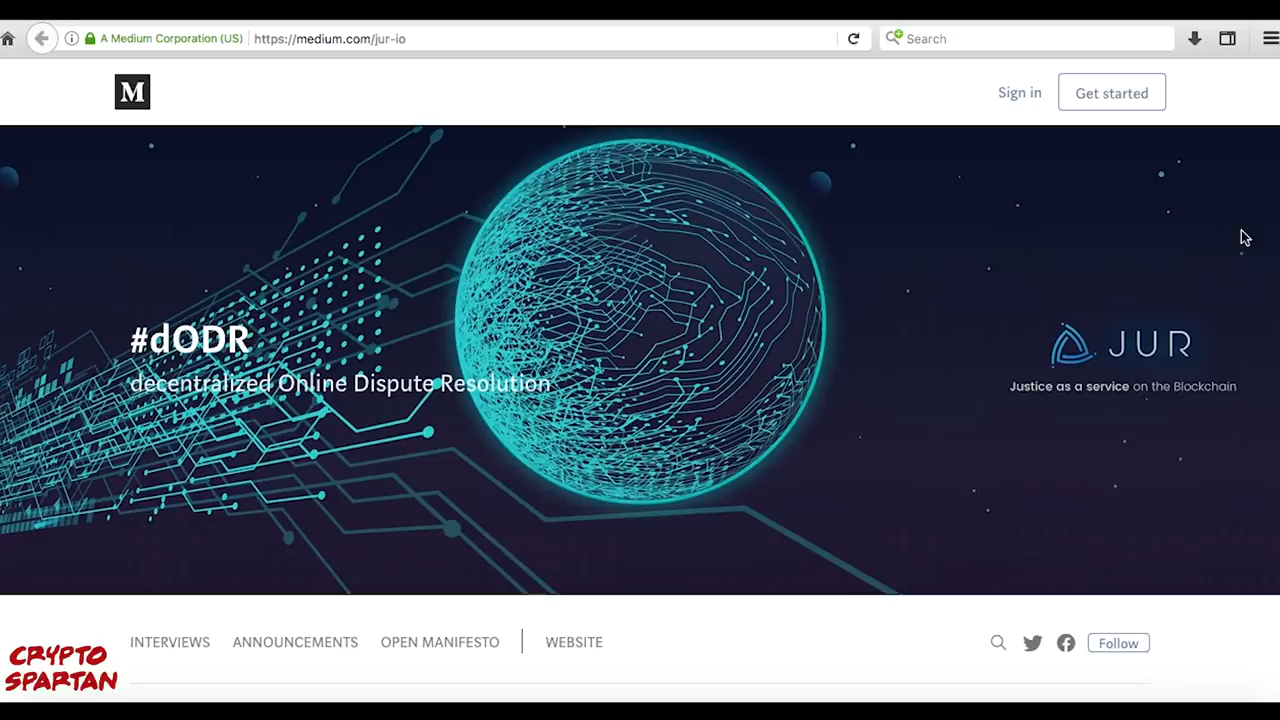 A Medium Corporation (US)
https://medium.com/jur-io
Search
M
Sign in
Get started
#dODR
decentralized Online Dispute Resolution
JUR
Justice as a service on the Blockchain
INTERVIEWS
ANNOUNCEMENTS
OPEN MANIFESTO
WEBSITE
Follow
CRYPTO
SPARTAN